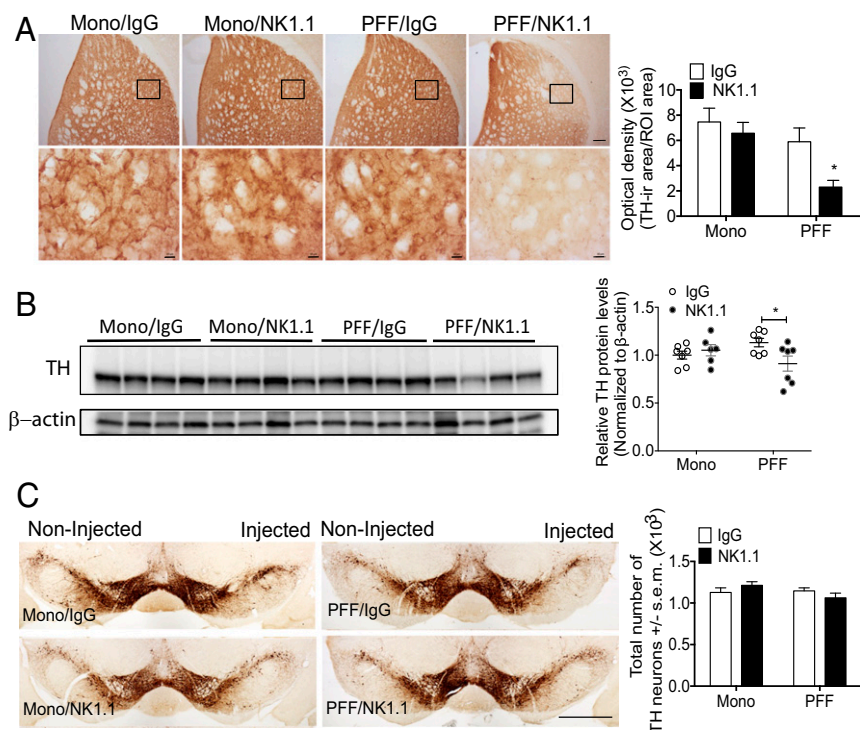 A
Mono/IgG Mono/NK1.1 PFF/IgG PFF/NK1.1
Optical density (X10³)
(TH-ir area/ROI area)
IgG
NK1.1
10
8
6
4
2
0
*
Mono PFF
B
Mono/IgG Mono/NK1.1 PFF/IgG PFF/NK1.1
TH
β-actin
Relative TH protein levels
(Normalized to β-actin)
IgG
NK1.1
1.5
1.0
0.5
0.0
*
Mono PFF
C
Non-Injected Injected Non-Injected Injected
Mono/IgG PFF/IgG
Mono/NK1.1 PFF/NK1.1
Total number of
TH neurons +/- s.e.m. (X10³)
IgG
NK1.1
1.5
1.0
0.5
0.0
Mono PFF